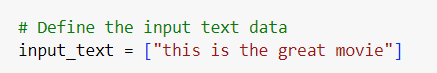 # Define the input text data
input_text = ["this is the great movie"]